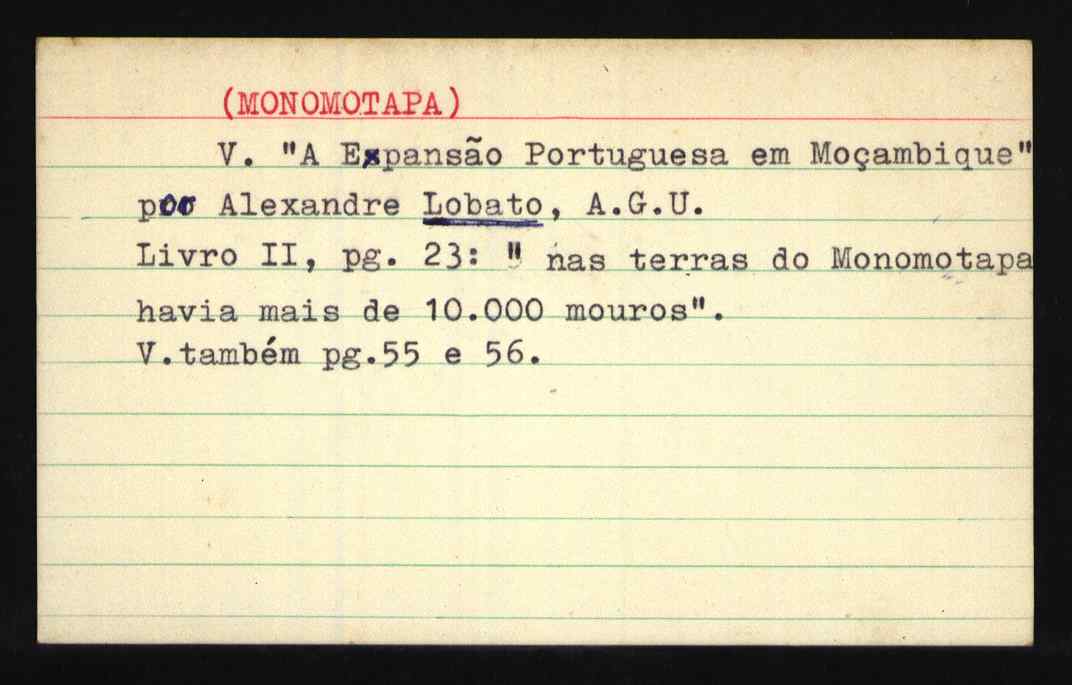 (MONOMOTAPA)
V. "A Expansão Portuguesa em Moçambique"
por Alexandre Lobato, A.G.U.
Livro II, pg. 23: " nas terras do Monomotapa
havia mais de 10.000 mouros".
V.também pg.55 e 56.